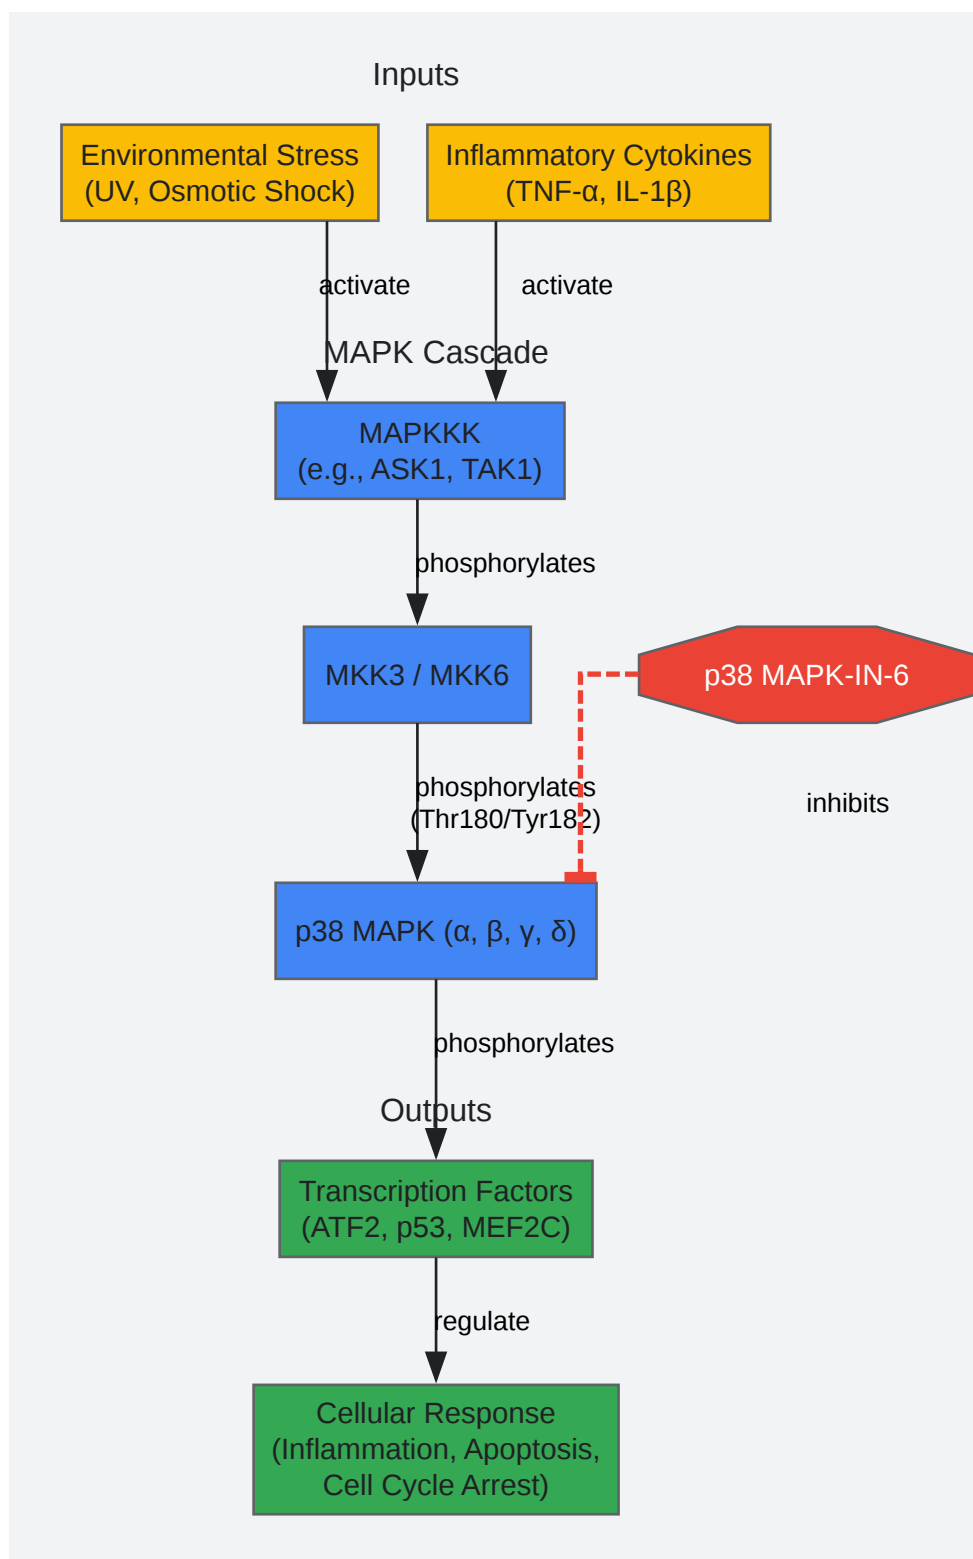 Inputs
Environmental Stress
(UV, Osmotic Shock)
Inflammatory Cytokines
(TNF-α, IL-1β)
activate
activate
MAPK Cascade
MAPKKK
(e.g., ASK1, TAK1)
phosphorylates
MKK3 / MKK6
p38 MAPK-IN-6
phosphorylates
(Thr180/Tyr182)
inhibits
p38 MAPK (α, β, γ, δ)
phosphorylates
Outputs
Transcription Factors
(ATF2, p53, MEF2C)
regulate
Cellular Response
(Inflammation, Apoptosis,
Cell Cycle Arrest)